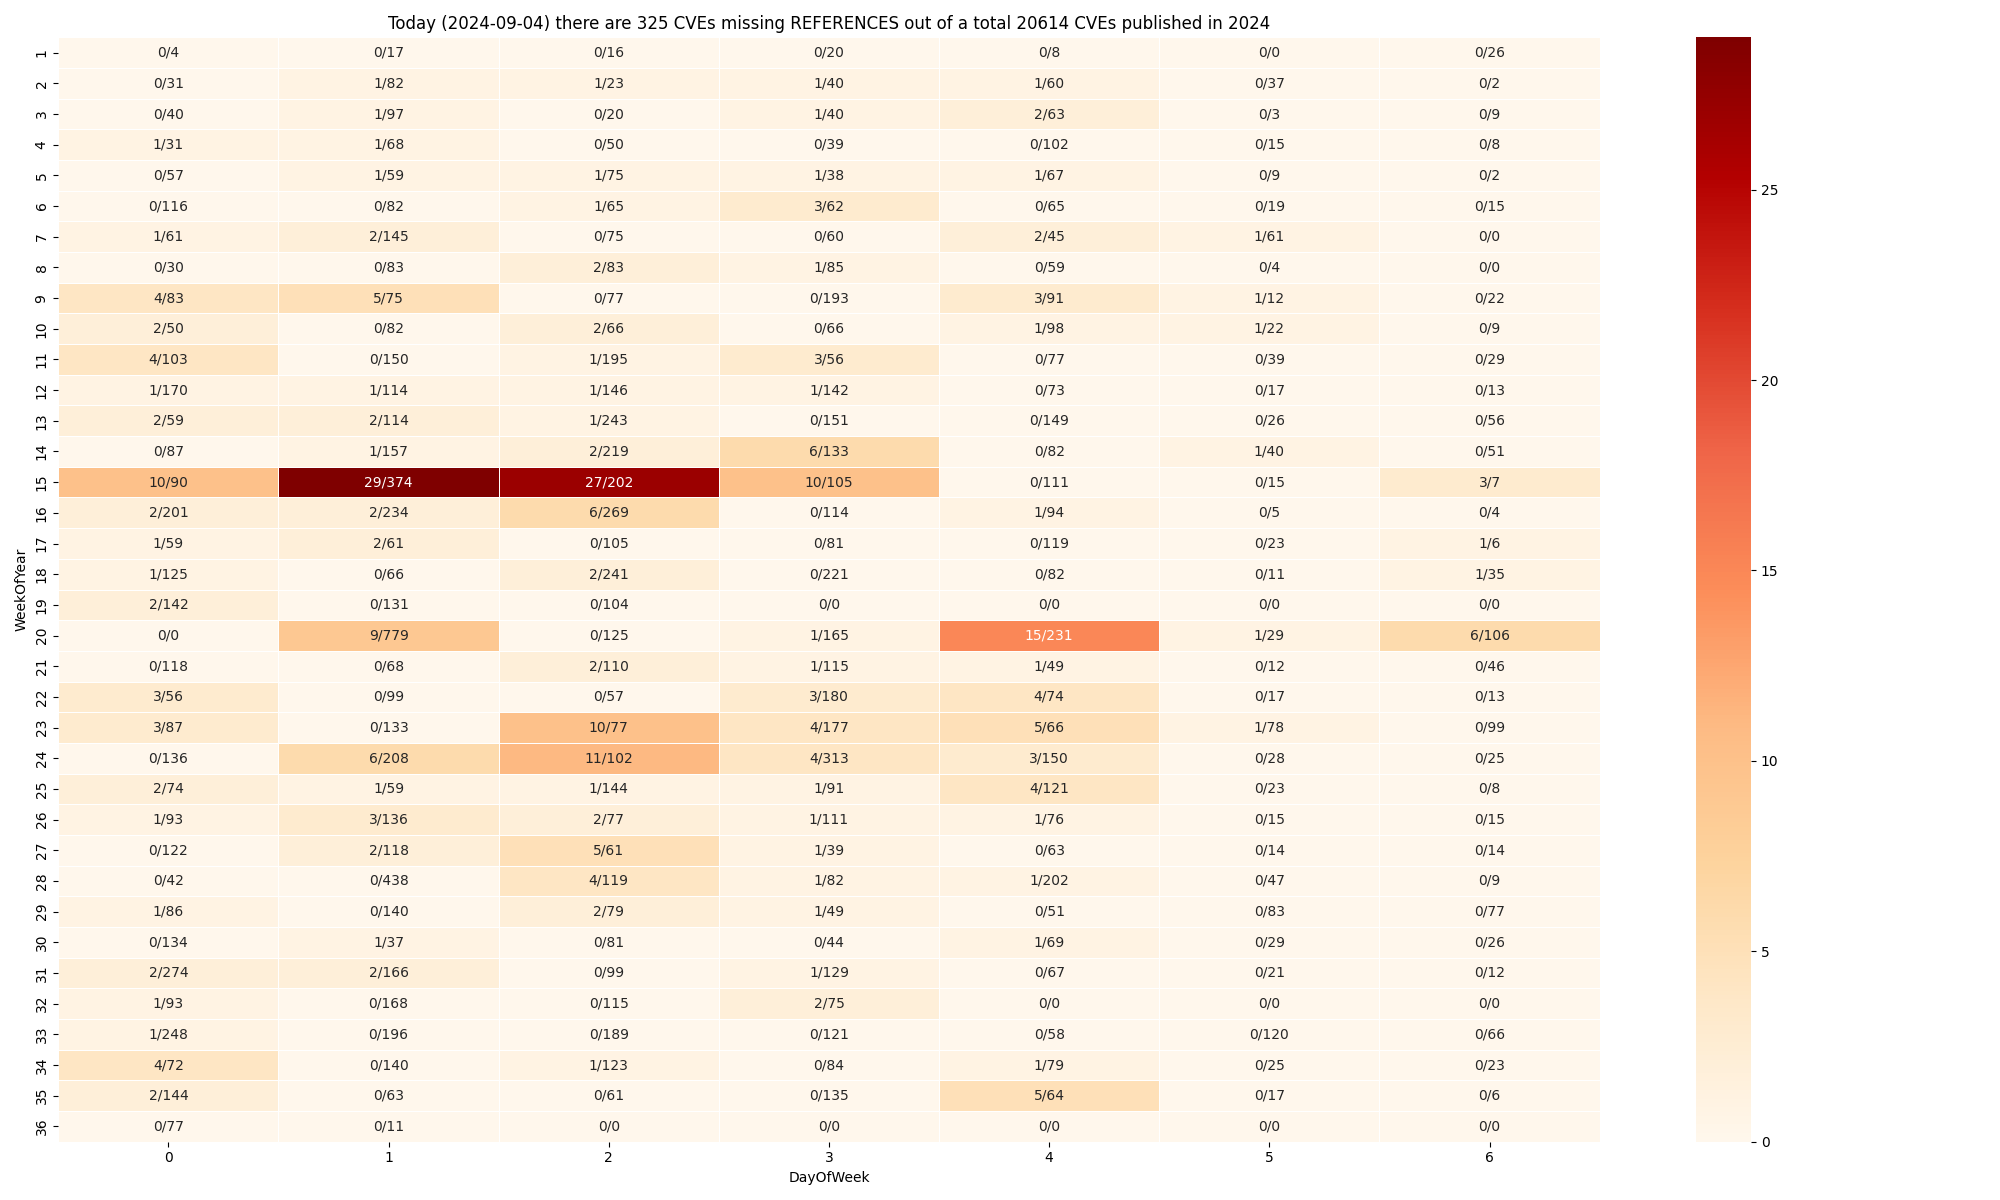 Today (2024-09-04) there are 325 CVEs missing REFERENCES out of a total 20614 CVEs published in 2024
1 0/4 0/17 0/16 0/20 0/8 0/0 0/26
2 0/31 1/82 1/23 1/40 1/60 0/37 0/2
3 0/40 1/97 0/20 1/40 2/63 0/3 0/9
4 1/31 1/68 0/50 0/39 0/102 0/15 0/8
5 0/57 1/59 1/75 1/38 1/67 0/9 0/2
6 0/116 0/82 1/65 3/62 0/65 0/19 0/15
7 1/61 2/145 0/75 0/60 2/45 1/61 0/0
8 0/30 0/83 2/83 1/85 0/59 0/4 0/0
9 4/83 5/75 0/77 0/193 3/91 1/12 0/22
10 2/50 0/82 2/66 0/66 1/98 1/22 0/9
11 4/103 0/150 1/195 3/56 0/77 0/39 0/29
12 1/170 1/114 1/146 1/142 0/73 0/17 0/13
13 2/59 2/114 1/243 0/151 0/149 0/26 0/56
14 0/87 1/157 2/219 6/133 0/82 1/40 0/51
15 10/90 29/374 27/202 10/105 0/111 0/15 3/7
16 2/201 2/234 6/269 0/114 1/94 0/5 0/4
17 1/59 2/61 0/105 0/81 0/119 0/23 1/6
18 1/125 0/66 2/241 0/221 0/82 0/11 1/35
19 2/142 0/131 0/104 0/0 0/0 0/0 0/0
20 0/0 9/779 0/125 1/165 15/231 1/29 6/106
21 0/118 0/68 2/110 1/115 1/49 0/12 0/46
22 3/56 0/99 0/57 3/180 4/74 0/17 0/13
23 3/87 0/133 10/77 4/177 5/66 1/78 0/99
24 0/136 6/208 11/102 4/313 3/150 0/28 0/25
25 2/74 1/59 1/144 1/91 4/121 0/23 0/8
26 1/93 3/136 2/77 1/111 1/76 0/15 0/15
27 0/122 2/118 5/61 1/39 0/63 0/14 0/14
28 0/42 0/438 4/119 1/82 1/202 0/47 0/9
29 1/86 0/140 2/79 1/49 0/51 0/83 0/77
30 0/134 1/37 0/81 0/44 1/69 0/29 0/26
31 2/274 2/166 0/99 1/129 0/67 0/21 0/12
32 1/93 0/168 0/115 2/75 0/0 0/0 0/0
33 1/248 0/196 0/189 0/121 0/58 0/120 0/66
34 4/72 0/140 1/123 0/84 1/79 0/25 0/23
35 2/144 0/63 0/61 0/135 5/64 0/17 0/6
36 0/77 0/11 0/0 0/0 0/0 0/0 0/0
0 1 2 3 4 5 6
DayOfWeek
WeekOfYear
25
20
15
10
5
0